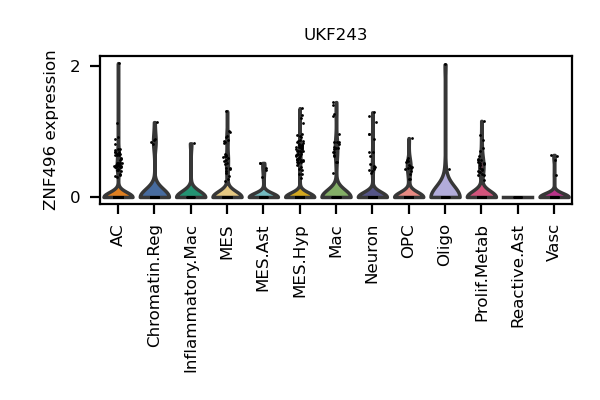 UKF243
ZNF496 expression
2
0
AC
Chromatin.Reg
Inflammatory.Mac
MES
MES.Ast
MES.Hyp
Mac
Neuron
OPC
Oligo
Prolif.Metab
Reactive.Ast
Vasc